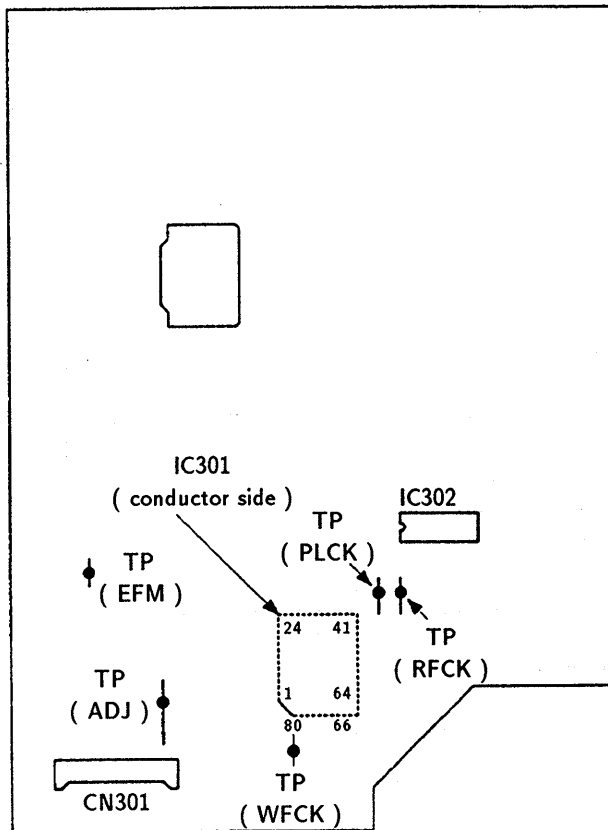 IC301
( conductor side )
IC302
TP
( PLCK )
TP
( EFM )
24 41
TP
( RFCK )
TP
( ADJ )
1 64
80 66
CN301
TP
( WFCK )